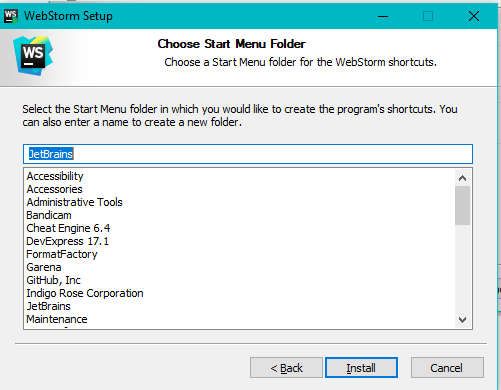 WS WebStorm Setup
WS
Choose Start Menu Folder
Choose a Start Menu folder for the WebStorm shortcuts.
Select the Start Menu folder in which you would like to create the program's shortcuts. You
can also enter a name to create a new folder.
JetBrains
Accessibility
Accessories
Administrative Tools
Bandicam
Cheat Engine 6.4
DevExpress 17.1
FormatFactory
Garena
GitHub, Inc
Indigo Rose Corporation
JetBrains
Maintenance
< Back
Install
Cancel